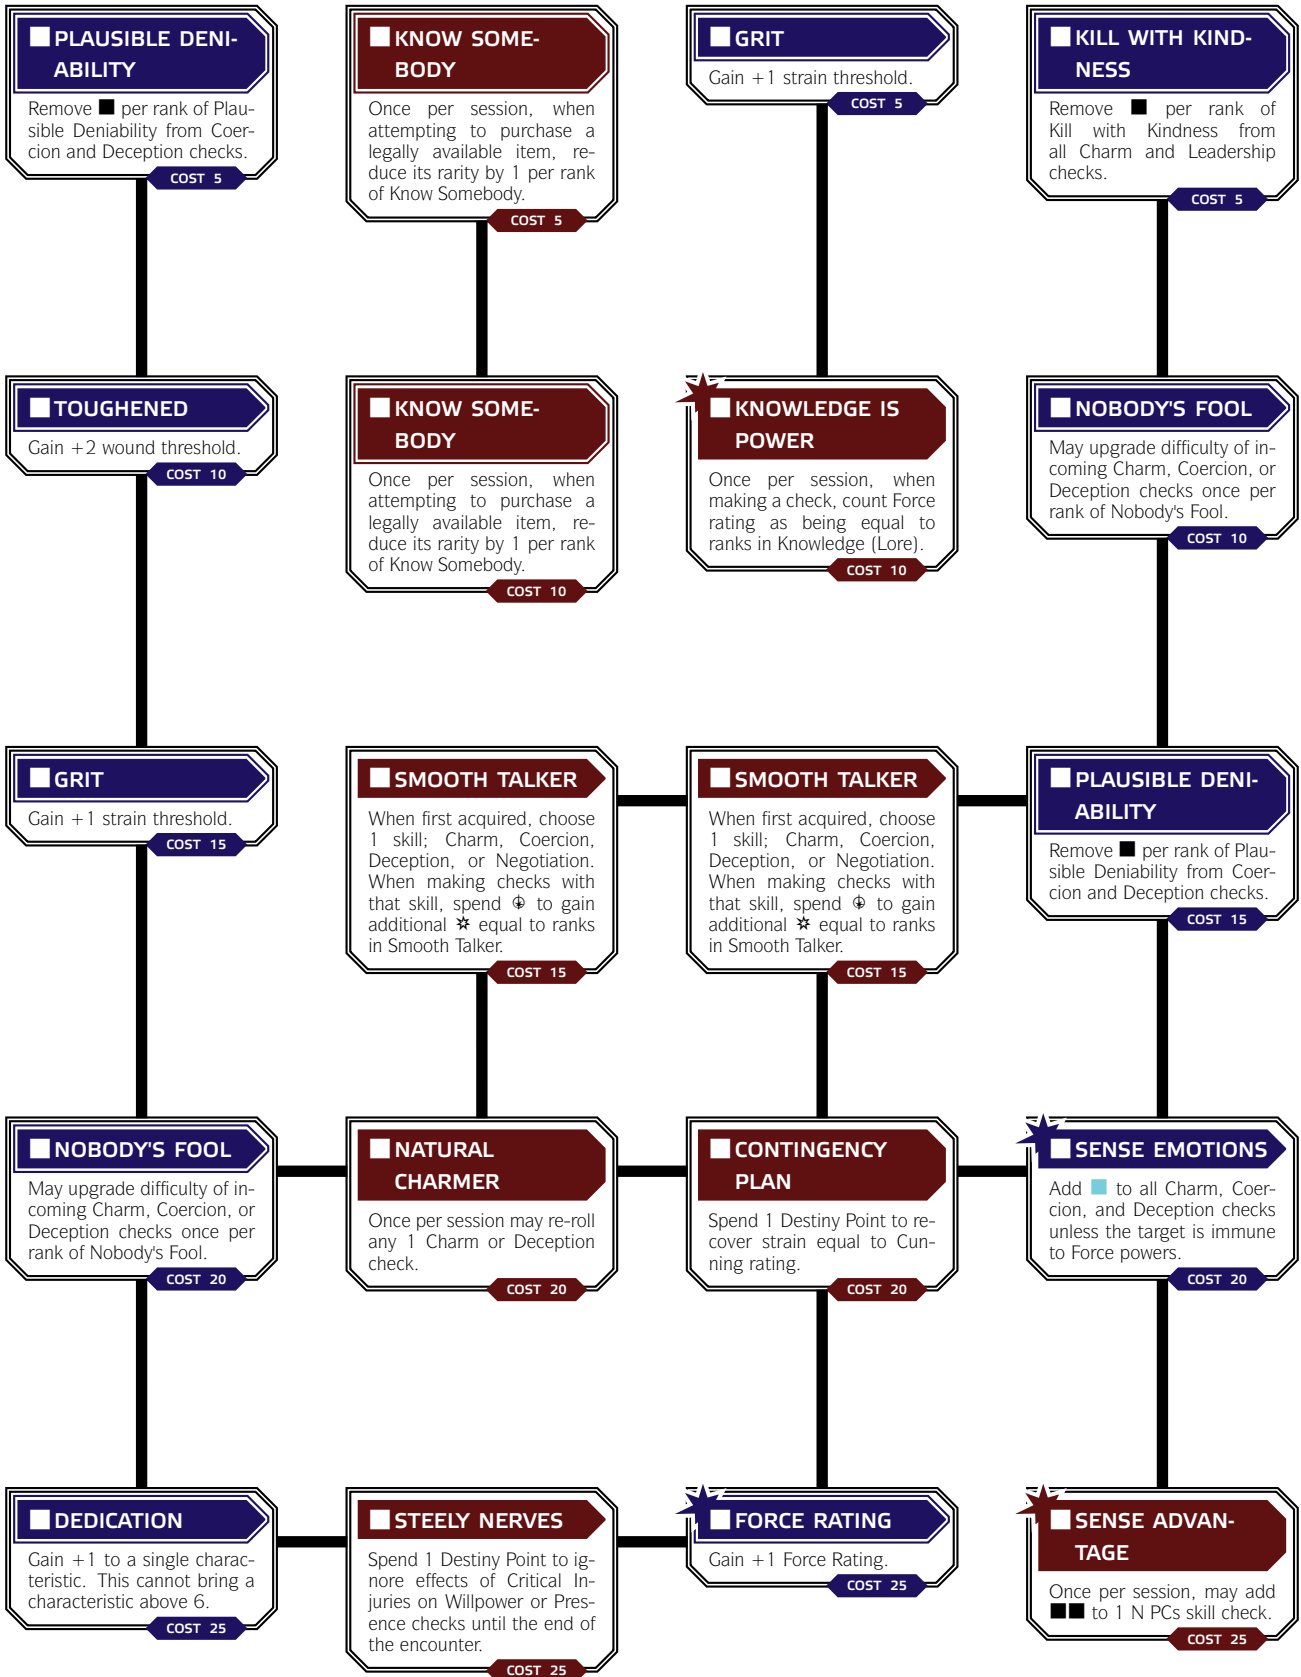 PLAUSIBLE DENI-
ABILITY
Remove ■ per rank of Plau-
sible Deniability from Coer-
cion and Deception checks.
COST 5
KNOW SOME-
BODY
Once per session, when
attempting to purchase a
legally available item, re-
duce its rarity by 1 per rank
of Know Somebody.
COST 5
GRIT
Gain +1 strain threshold.
COST 5
KILL WITH KIND-
NESS
Remove ■ per rank of
Kill with Kindness from
all Charm and Leadership
checks.
COST 5
TOUGHENED
Gain +2 wound threshold.
COST 10
KNOW SOME-
BODY
Once per session, when
attempting to purchase a
legally available item, re-
duce its rarity by 1 per rank
of Know Somebody.
COST 10
KNOWLEDGE IS
POWER
Once per session, when
making a check, count Force
rating as being equal to
ranks in Knowledge (Lore).
COST 10
NOBODY'S FOOL
May upgrade difficulty of in-
coming Charm, Coercion, or
Deception checks once per
rank of Nobody's Fool.
COST 10
GRIT
Gain +1 strain threshold.
COST 15
SMOOTH TALKER
When first acquired, choose
1 skill; Charm, Coercion,
Deception, or Negotiation.
When making checks with
that skill, spend to gain
additional equal to ranks
in Smooth Talker.
COST 15
SMOOTH TALKER
When first acquired, choose
1 skill; Charm, Coercion,
Deception, or Negotiation.
When making checks with
that skill, spend to gain
additional equal to ranks
in Smooth Talker.
COST 15
PLAUSIBLE DENI-
ABILITY
Remove ■ per rank of Plau-
sible Deniability from Coer-
cion and Deception checks.
COST 15
NOBODY'S FOOL
May upgrade difficulty of in-
coming Charm, Coercion, or
Deception checks once per
rank of Nobody's Fool.
COST 20
NATURAL
CHARMER
Once per session may re-roll
any 1 Charm or Deception
check.
COST 20
CONTINGENCY
PLAN
Spend 1 Destiny Point to re-
cover strain equal to Cun-
ning rating.
COST 20
SENSE EMOTIONS
Add ■ to all Charm, Coer-
cion, and Deception checks
unless the target is immune
to Force powers.
COST 20
DEDICATION
Gain +1 to a single charac-
teristic. This cannot bring a
characteristic above 6.
COST 25
STEELY NERVES
Spend 1 Destiny Point to ig-
nore effects of Critical In-
juries on Willpower or Pres-
ence checks until the end of
the encounter.
COST 25
FORCE RATING
Gain +1 Force Rating.
COST 25
SENSE ADVAN-
TAGE
Once per session, may add
■■ to 1 N PCs skill check.
COST 25